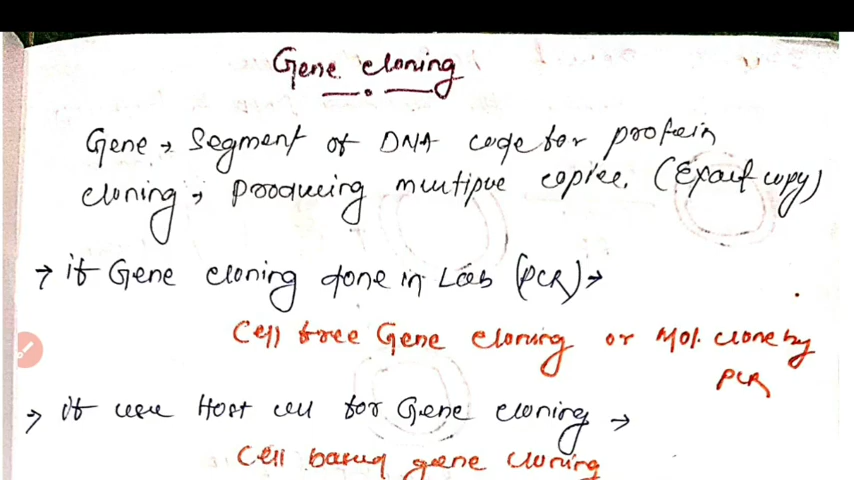 Gene cloning
Gene → Segment of DNA code for protein
cloning → producing multiple copies. (Exact copy)
→ if Gene cloning done in Lab (PCR) →
Cell free Gene cloning or Mol. clone by
PCR
→ if use Host cell for Gene cloning →
Cell based gene cloning